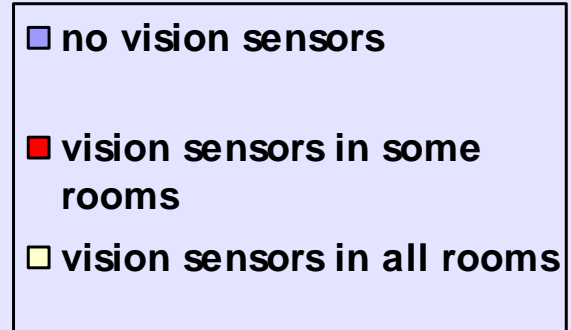 no vision sensors
vision sensors in some
rooms
vision sensors in all rooms